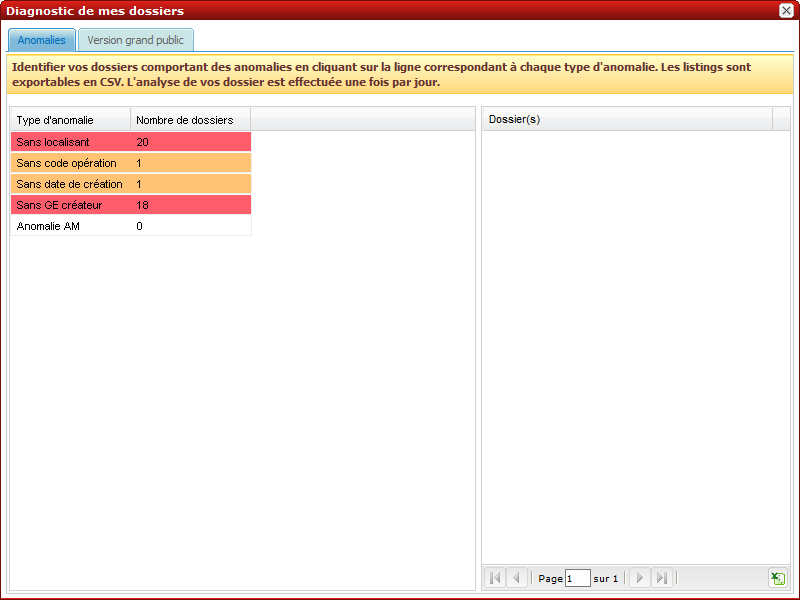 Diagnostic de mes dossiers
Anomalies
Version grand public
Identifier vos dossiers comportant des anomalies en cliquant sur la ligne correspondant à chaque type d'anomalie. Les listings sont
exportables en CSV. L'analyse de vos dossier est effectuée une fois par jour.
Type d'anomalie Nombre de dossiers
Sans localisant 20
Sans code opération 1
Sans date de création 1
Sans GE créateur 18
Anomalie AM 0
Dossier(s)
Page 1 sur 1